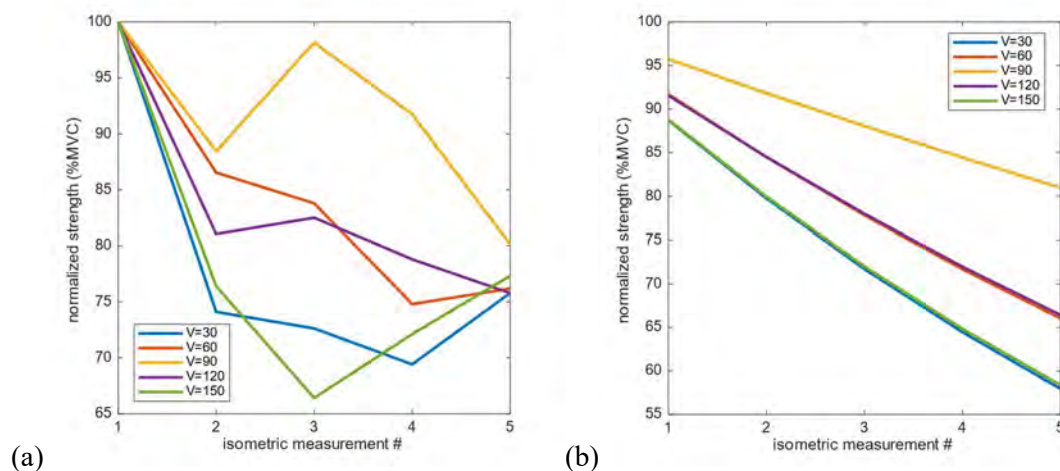 100
95
90
85
80
75
70
65
normalized strength (%MVC)
V=30
V=60
V=90
V=120
V=150
1 2 3 4 5
isometric measurement #
(a)
100
95
90
85
80
75
70
65
60
55
normalized strength (%MVC)
V=30
V=60
V=90
V=120
V=150
1 2 3 4 5
isometric measurement #
(b)